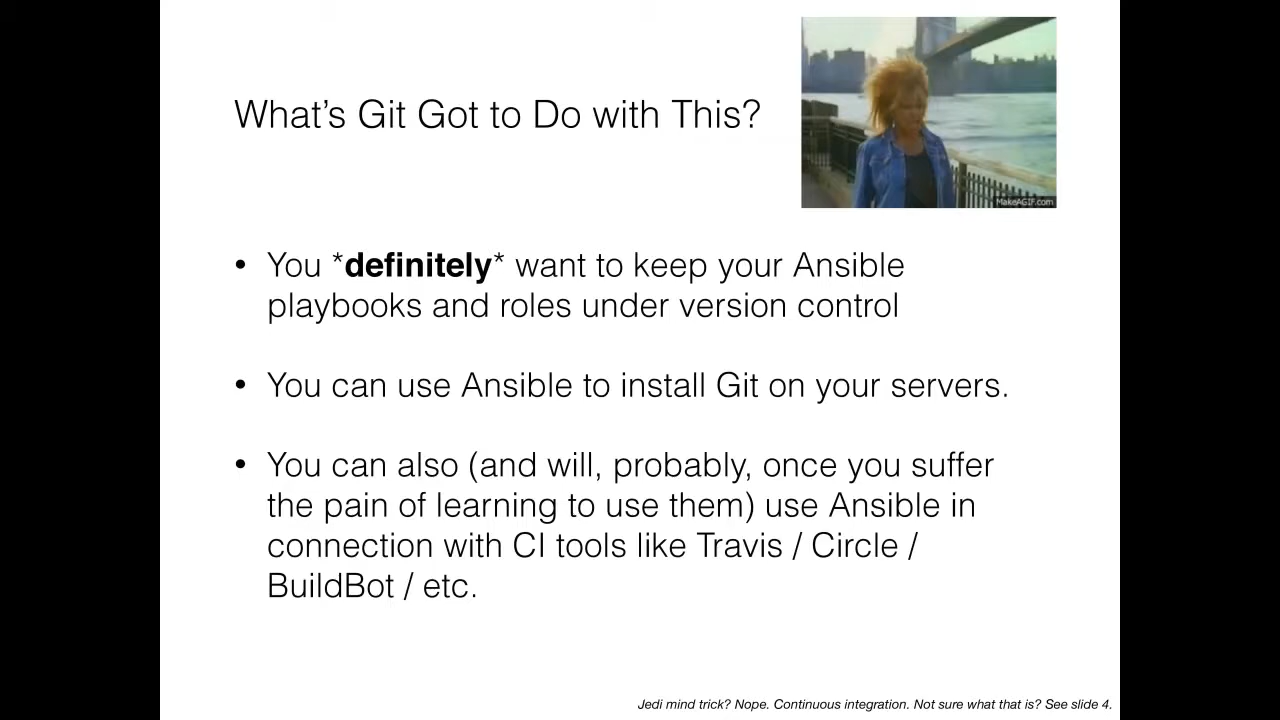 What's Git Got to Do with This?
MakeAGIF.com
• You *definitely* want to keep your Ansible
playbooks and roles under version control
• You can use Ansible to install Git on your servers.
• You can also (and will, probably, once you suffer
the pain of learning to use them) use Ansible in
connection with CI tools like Travis / Circle /
BuildBot / etc.
Jedi mind trick? Nope. Continuous integration. Not sure what that is? See slide 4.